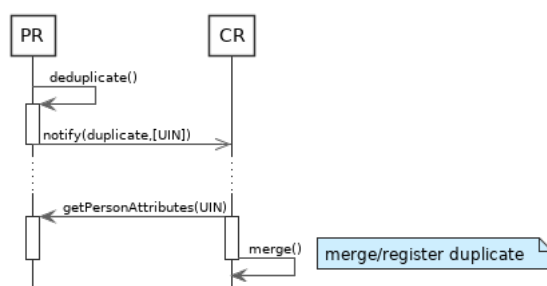 PR
CR
deduplicate()
notify(duplicate,[UIN])
getPersonAttributes(UIN)
merge()
merge/register duplicate